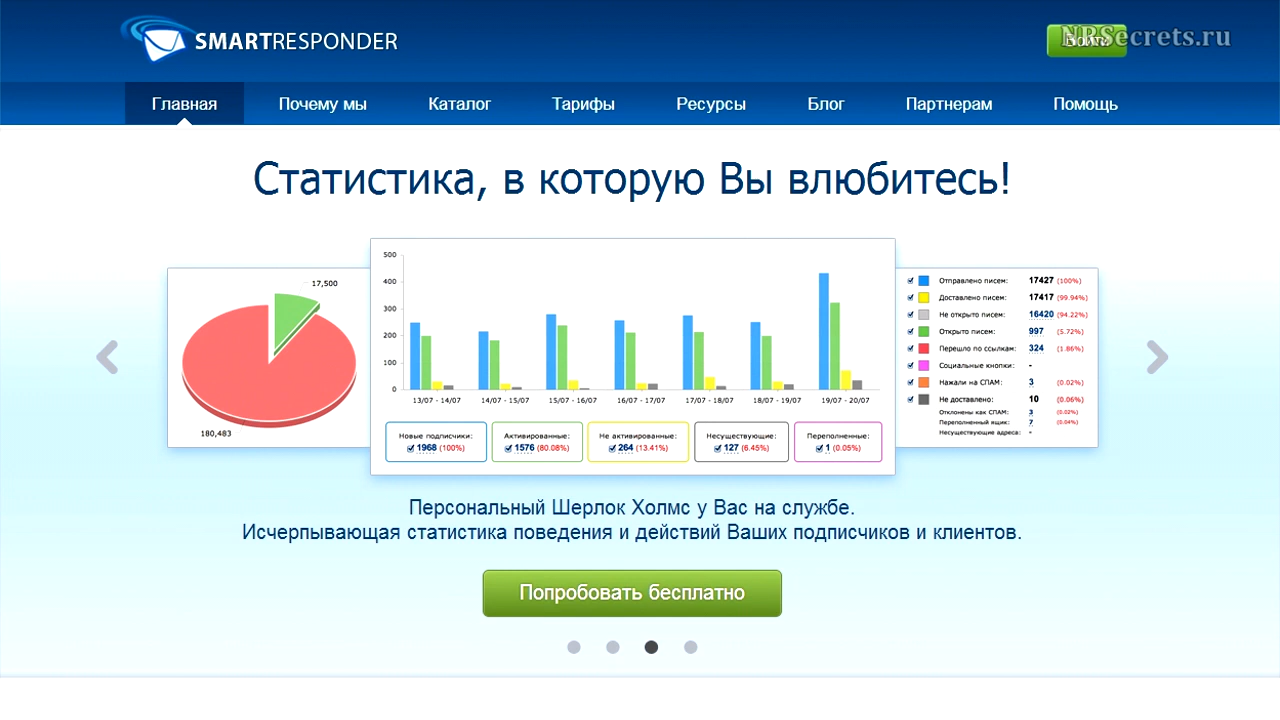 SMARTRESPONDER
Войти
NRSecrets.ru
Главная
Почему мы
Каталог
Тарифы
Ресурсы
Блог
Партнерам
Помощь
Статистика, в которую Вы влюбитесь!
17,500
180,483
500
400
300
200
100
0
13/07 - 14/07
14/07 - 15/07
15/07 - 16/07
16/07 - 17/07
17/07 - 18/07
18/07 - 19/07
19/07 - 20/07
Новые подписчики:
1968 (100%)
Активированные:
1576 (80.08%)
Не активированные:
264 (13.41%)
Несуществующие:
127 (6.45%)
Переполненные:
1 (0.05%)
Отправлено писем: 17427 (100%)
Доставлено писем: 17417 (99.94%)
Не открыто писем: 16420 (94.22%)
Открыто писем: 997 (5.72%)
Перешло по ссылкам: 324 (1.86%)
Социальные кнопки: -
Нажали на СПАМ: 3 (0.02%)
Не доставлено: 10 (0.06%)
Отклонены как СПАМ: 3 (0.02%)
Переполненный ящик: 7 (0.04%)
Несуществующие адреса: -
Персональный Шерлок Холмс у Вас на службе.
Исчерпывающая статистика поведения и действий Ваших подписчиков и клиентов.
Попробовать бесплатно